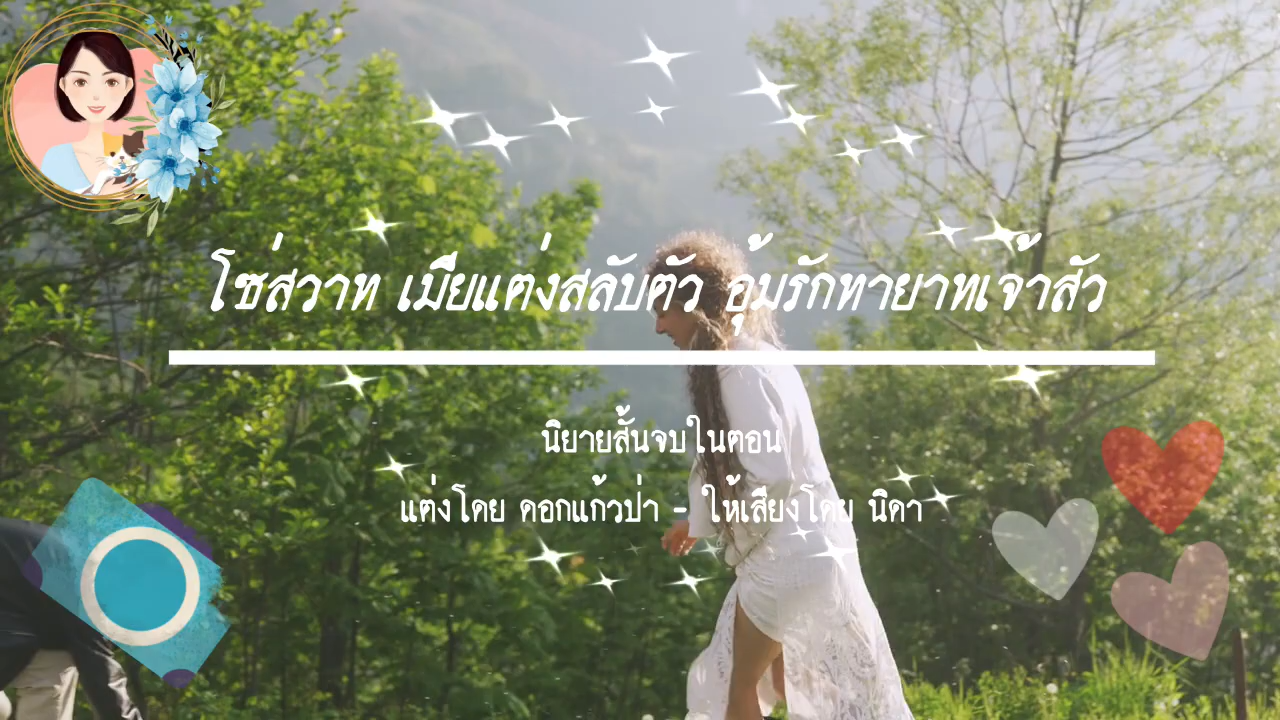 โซ่สวาท เมียแต่งสลับตัว อุ้มรักทายาทเจ้าสัว
นิยายสั้นจบในตอน
แต่งโดย ดอกแก้วป่า - ให้เสียงโดย นิดา